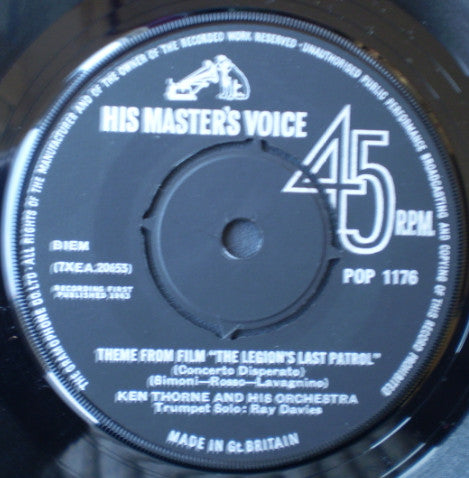 THE GRAMOPHONE CO. LTD. · ALL RIGHTS OF THE MANUFACTURER AND OF THE OWNER OF THE RECORDED WORK RESERVED · UNAUTHORISED PUBLIC PERFORMANCE BROADCASTING AND COPYING OF THIS RECORD PROHIBITED
HIS MASTER'S VOICE
45
R.P.M.
BIEM
(7XEA.20653)
POP 1176
RECORDING FIRST
PUBLISHED 1963
THEME FROM FILM "THE LEGION'S LAST PATROL"
(Concerto Disperato)
(Simoni—Rosso—Lavagnino)
KEN THORNE AND HIS ORCHESTRA
Trumpet Solo: Ray Davies
MADE IN Gt. BRITAIN